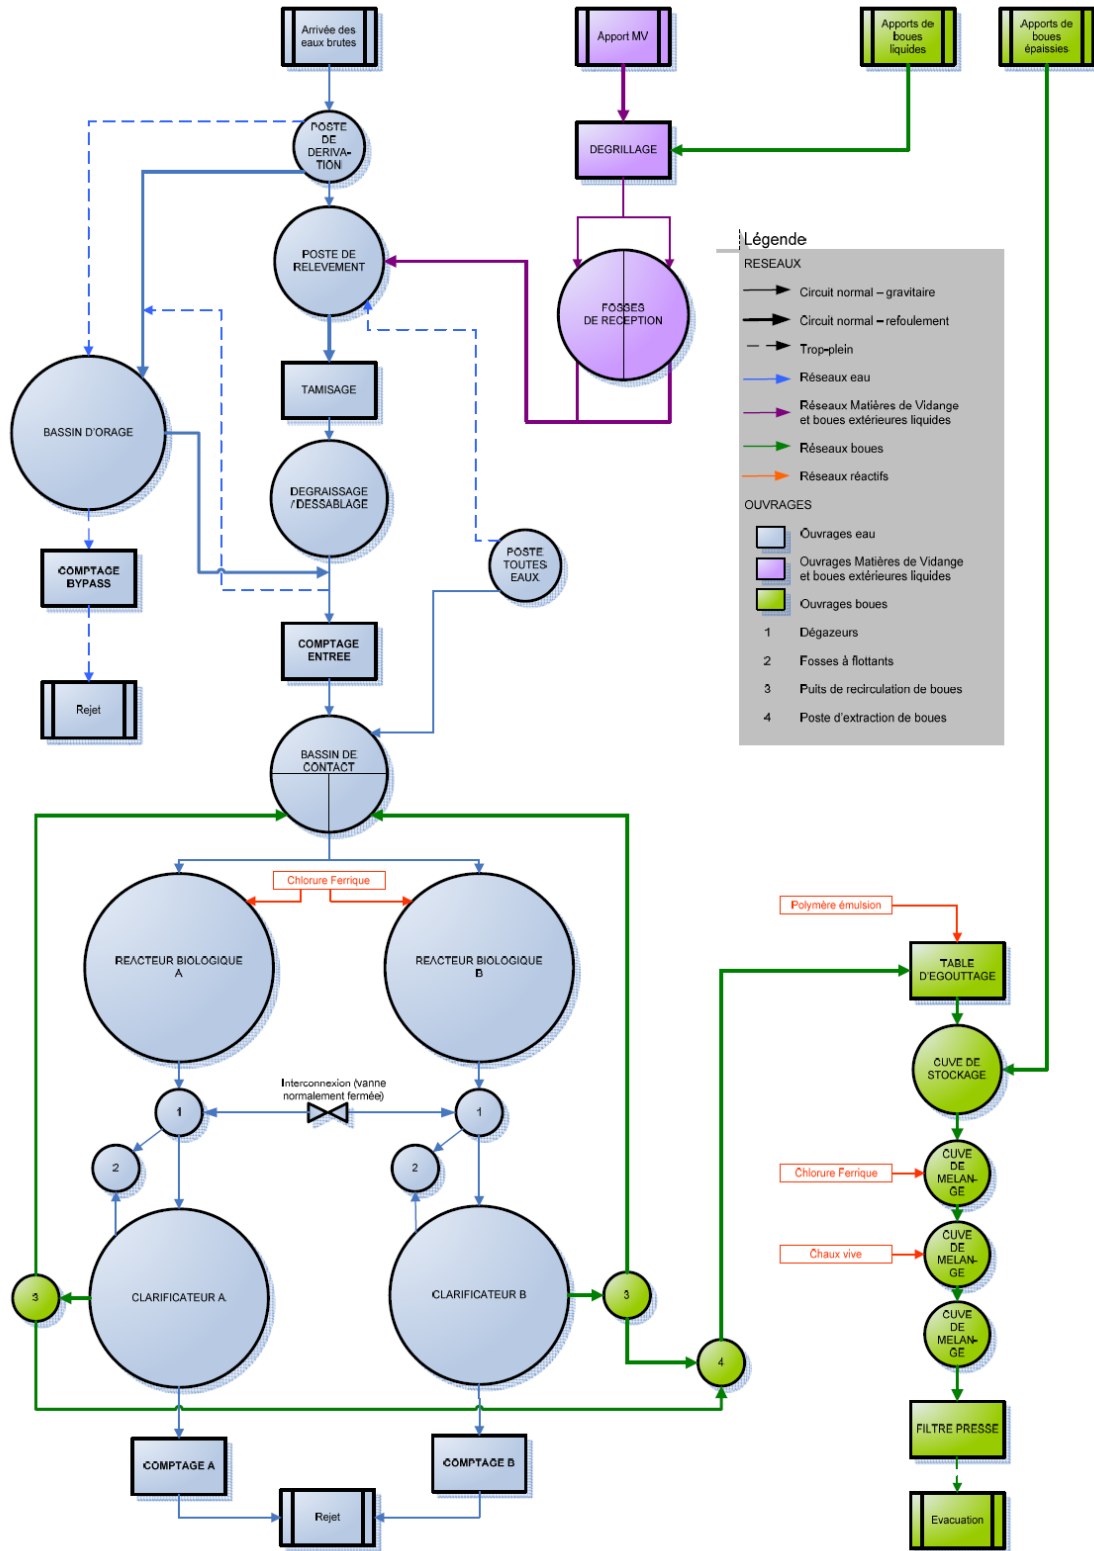 Arrivée des
eaux brutes
Apport MV
Apports de
boues
liquides
Apports de
boues
épaissies
POSTE
DE
DERIVA-
TION
DEGRILLAGE
POSTE DE
RELEVEMENT
FOSSES
DE RECEPTION
Légende
RESEAUX
Circuit normal – gravitaire
Circuit normal – refoulement
Trop-plein
Réseaux eau
Réseaux Matières de Vidange
et boues extérieures liquides
Réseaux boues
Réseaux réactifs
OUVRAGES
Ouvrages eau
Ouvrages Matières de Vidange
et boues extérieures liquides
Ouvrages boues
1 Dégazeurs
2 Fosses à flottants
3 Puits de recirculation de boues
4 Poste d'extraction de boues
TAMISAGE
BASSIN D'ORAGE
DEGRAISSAGE
/ DESSABLAGE
POSTE
TOUTES
EAUX
COMPTAGE
BYPASS
COMPTAGE
ENTREE
Rejet
BASSIN DE
CONTACT
Chlorure Ferrique
REACTEUR BIOLOGIQUE
A
REACTEUR BIOLOGIQUE
B
Polymère émulsion
TABLE
D'EGOUTTAGE
CUVE DE
STOCKAGE
Interconnexion (vanne
normalement fermée)
1
1
2
2
CUVE
DE
MELAN-
GE
Chlorure Ferrique
CUVE
DE
MELAN-
GE
Chaux vive
CLARIFICATEUR A
CLARIFICATEUR B
3
3
CUVE
DE
MELAN-
GE
4
FILTRE PRESSE
COMPTAGE A
COMPTAGE B
Rejet
Evacuation